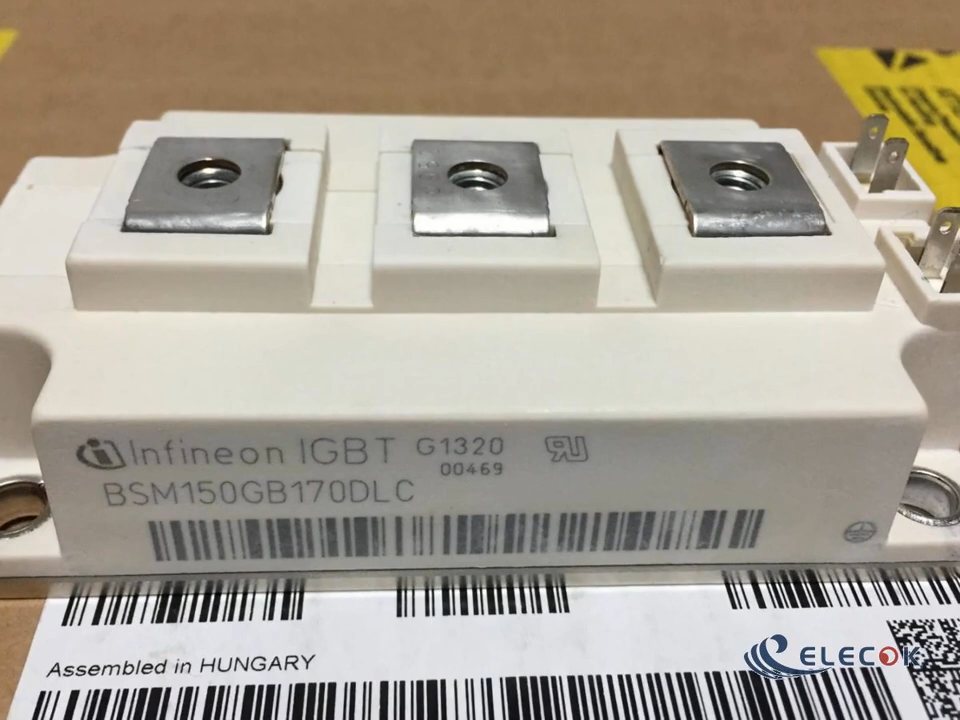 Infineon IGBT G1320
00469
BSM150GB170DLC
Assembled in HUNGARY
ELECOK